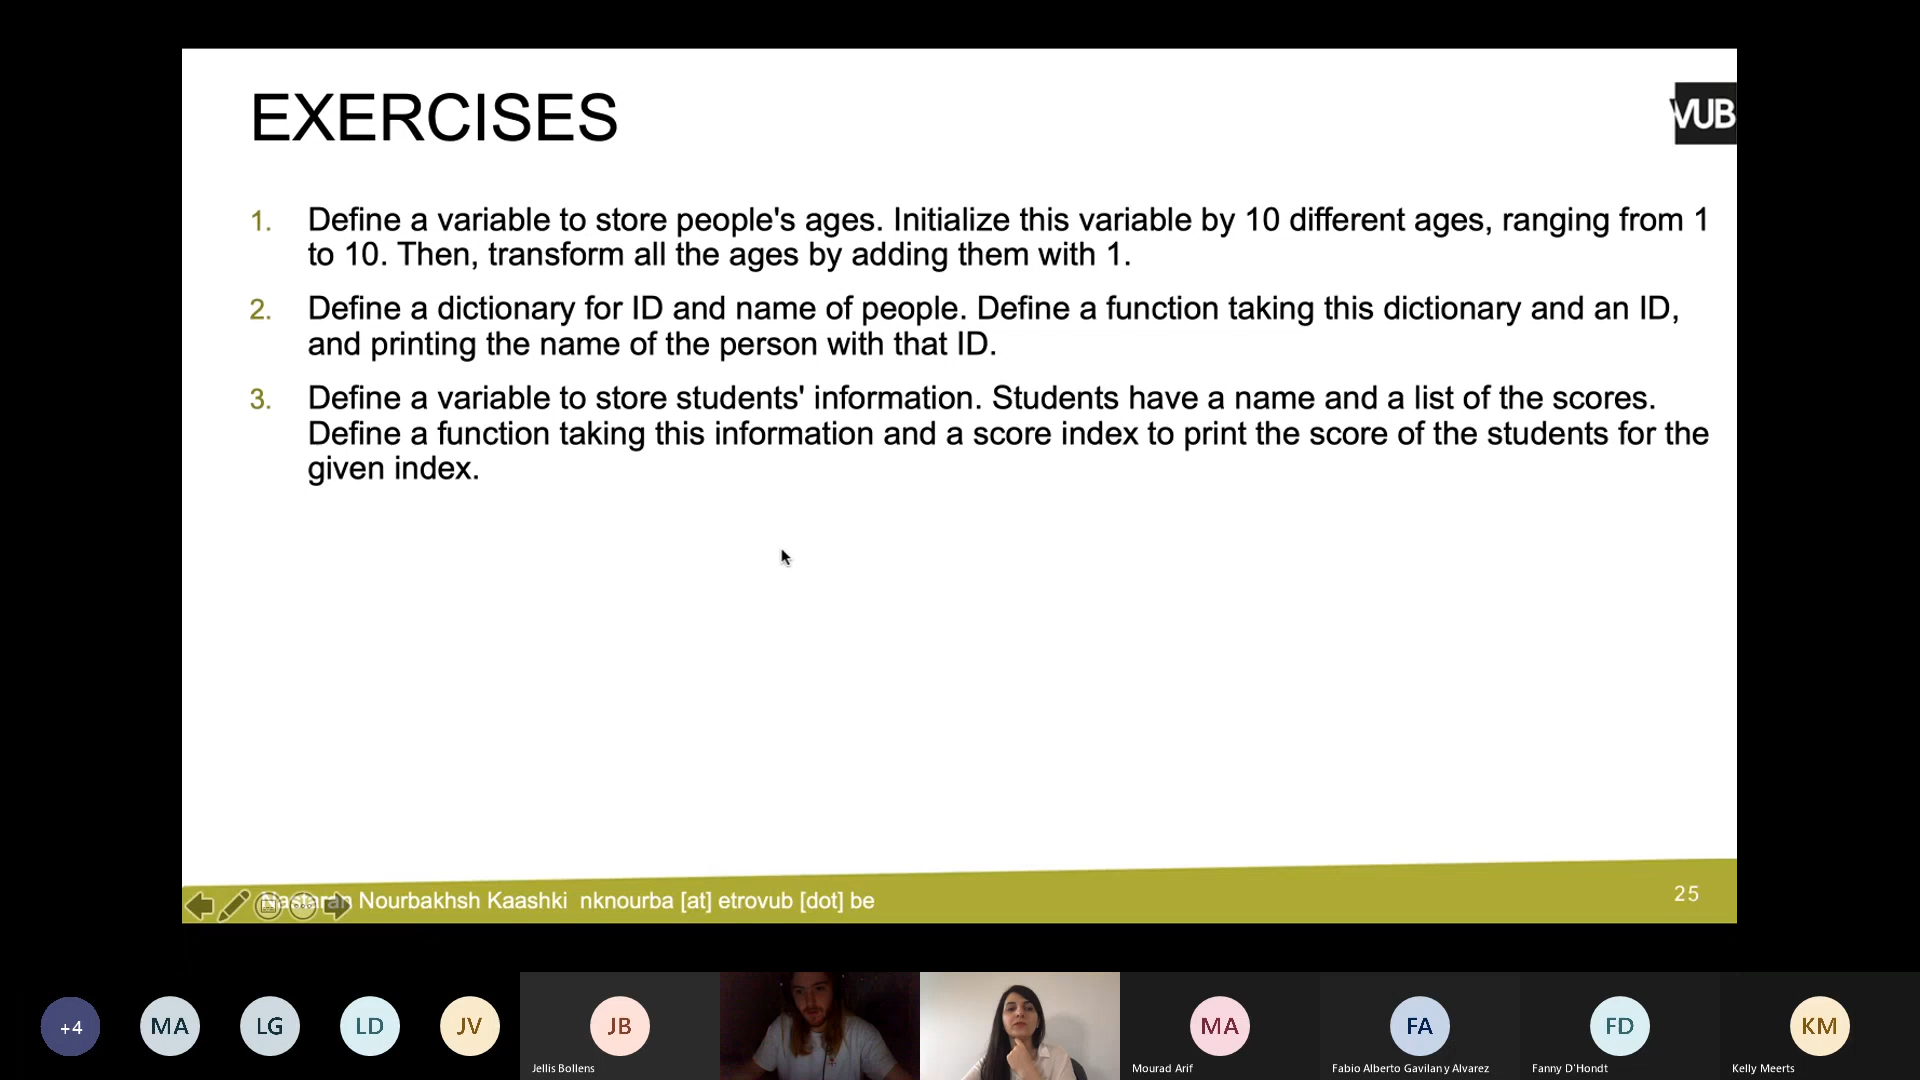 EXERCISES
VUB
1. Define a variable to store people's ages. Initialize this variable by 10 different ages, ranging from 1
to 10. Then, transform all the ages by adding them with 1.
2. Define a dictionary for ID and name of people. Define a function taking this dictionary and an ID,
and printing the name of the person with that ID.
3. Define a variable to store students' information. Students have a name and a list of the scores.
Define a function taking this information and a score index to print the score of the students for the
given index.
Nastaran Nourbakhsh Kaashki nknourba [at] etrovub [dot] be
25
+4
MA
LG
LD
JV
JB
MA
FA
FD
KM
Jellis Bollens
Mourad Arif
Fabio Alberto Gavilan y Alvarez
Fanny D'Hondt
Kelly Meerts